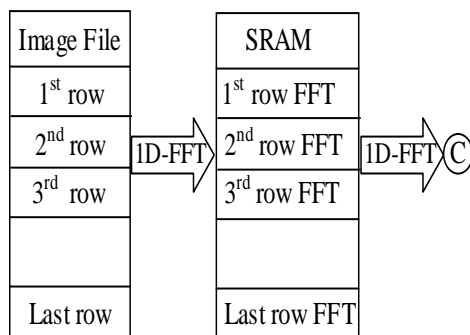 Image File
1st row
2nd row
3rd row
Last row
1D-FFT
SRAM
1st row FFT
2nd row FFT
3rd row FFT
Last row FFT
1D-FFT
C